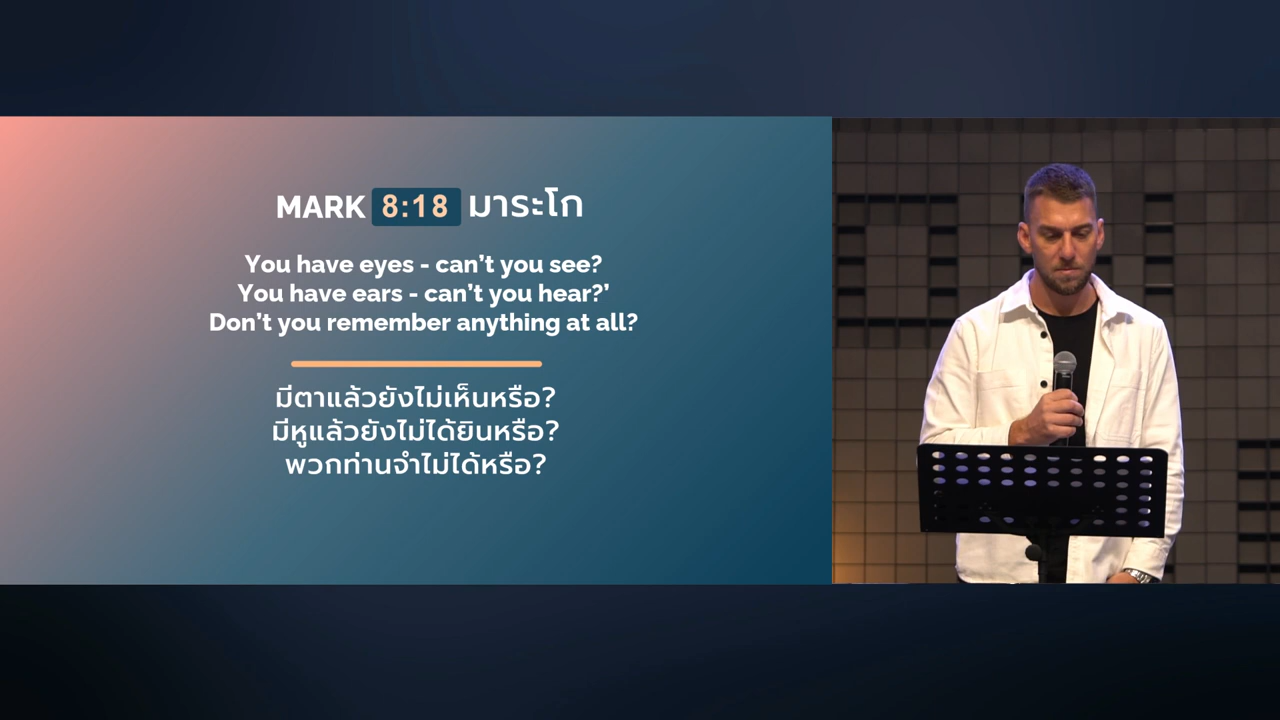 MARK 8:18 มาระโก
You have eyes - can’t you see?
You have ears - can’t you hear?’
Don’t you remember anything at all?
มีตาแล้วยังไม่เห็นหรือ?
มีหูแล้วยังไม่ได้ยินหรือ?
พวกท่านจำไม่ได้หรือ?